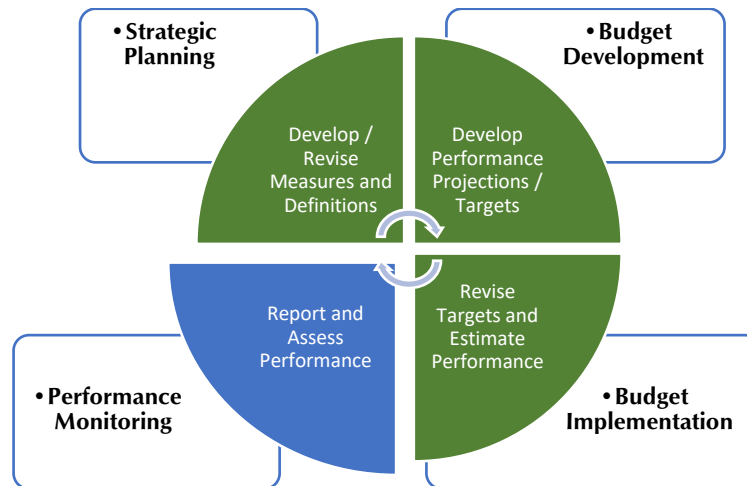 • Strategic
Planning
• Budget
Development
Develop /
Revise
Measures and
Definitions
Develop
Performance
Projections /
Targets
Report and
Assess
Performance
Revise
Targets and
Estimate
Performance
• Performance
Monitoring
• Budget
Implementation